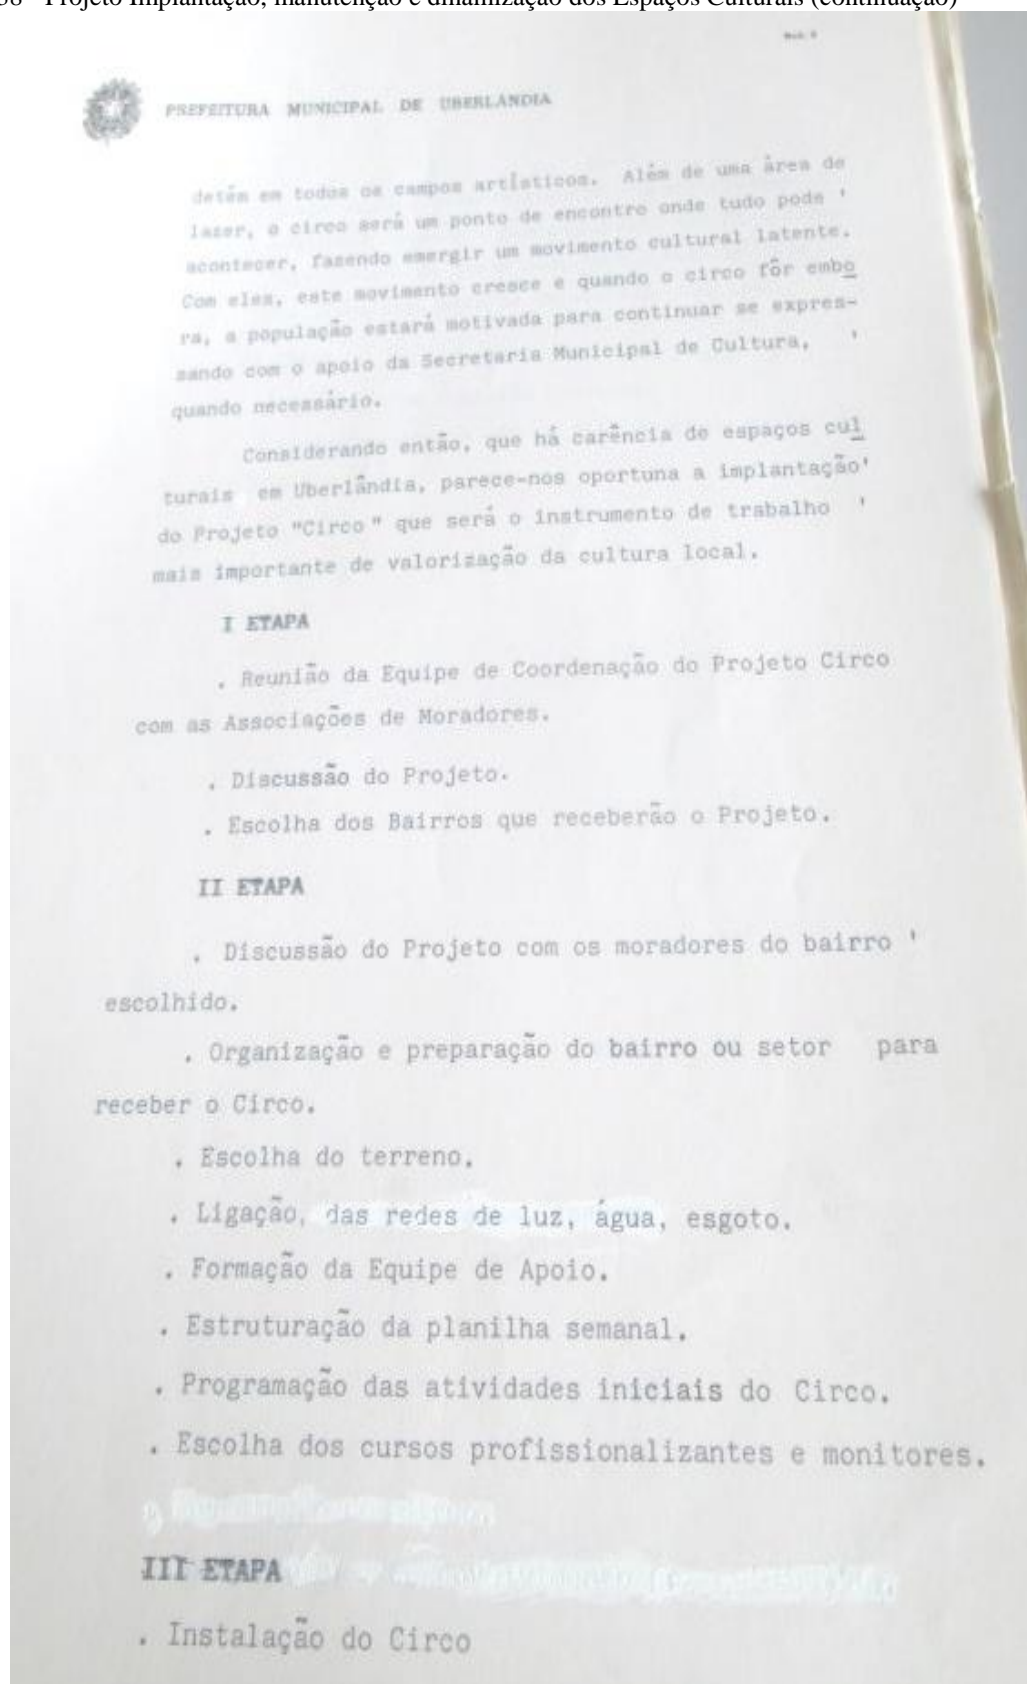 38 - Projeto Implantação, manutenção e dinamização dos Espaços Culturais (continuação)
Mod. 6
PREFEITURA MUNICIPAL DE UBERLÂNDIA
detém em todos os campos artísticos. Além de uma área de
lazer, o circo será um ponto de encontro onde tudo pode '
acontecer, fazendo emergir um movimento cultural latente.
Com eles, este movimento cresce e quando o circo fôr embo
ra, a população estará motivada para continuar se expres-
sando com o apoio da Secretaria Municipal de Cultura, '
quando necessário.
Considerando então, que há carência de espaços cul
turais em Uberlândia, parece-nos oportuna a implantação'
do Projeto "Circo" que será o instrumento de trabalho '
mais importante de valorização da cultura local.
I ETAPA
. Reunião da Equipe de Coordenação do Projeto Circo
com as Associações de Moradores.
. Discussão do Projeto.
. Escolha dos Bairros que receberão o Projeto.
II ETAPA
. Discussão do Projeto com os moradores do bairro '
escolhido.
. Organização e preparação do bairro ou setor para
receber o Circo.
. Escolha do terreno.
. Ligação, das redes de luz, água, esgoto.
. Formação da Equipe de Apoio.
. Estruturação da planilha semanal.
. Programação das atividades iniciais do Circo.
. Escolha dos cursos profissionalizantes e monitores.
III ETAPA
. Instalação do Circo